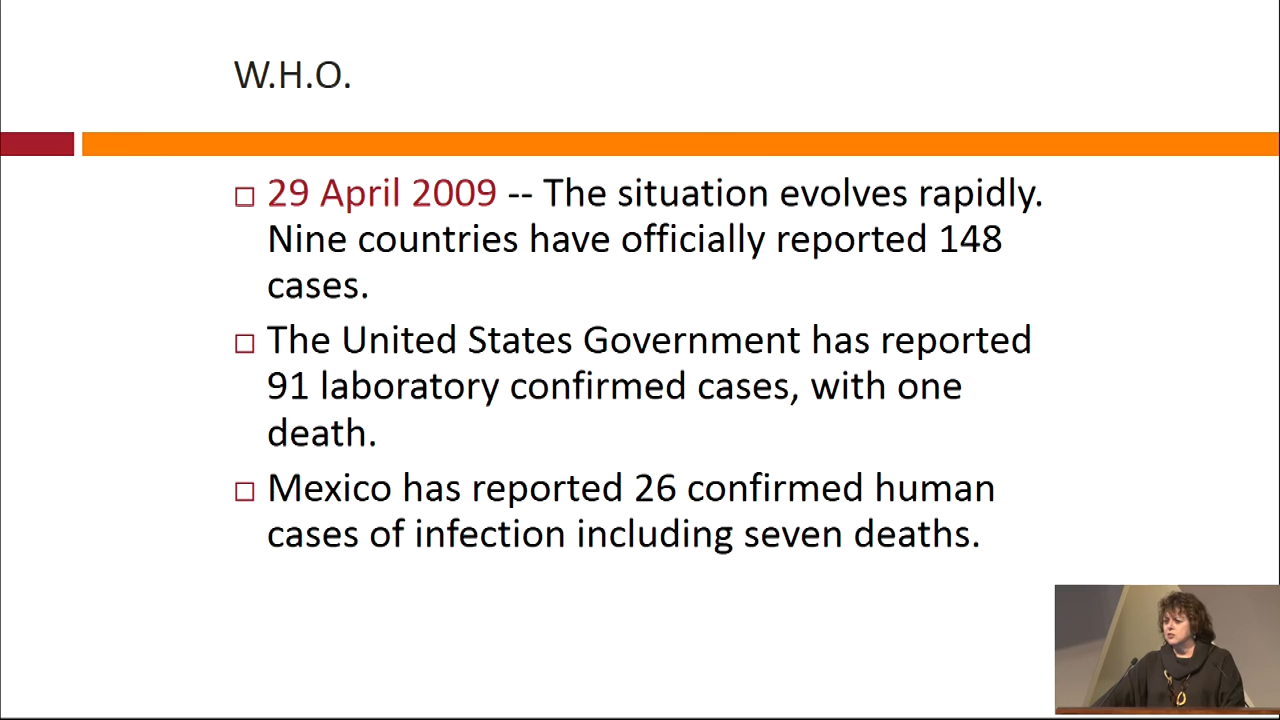 W.H.O.
29 April 2009 -- The situation evolves rapidly.
Nine countries have officially reported 148
cases.
The United States Government has reported
91 laboratory confirmed cases, with one
death.
Mexico has reported 26 confirmed human
cases of infection including seven deaths.